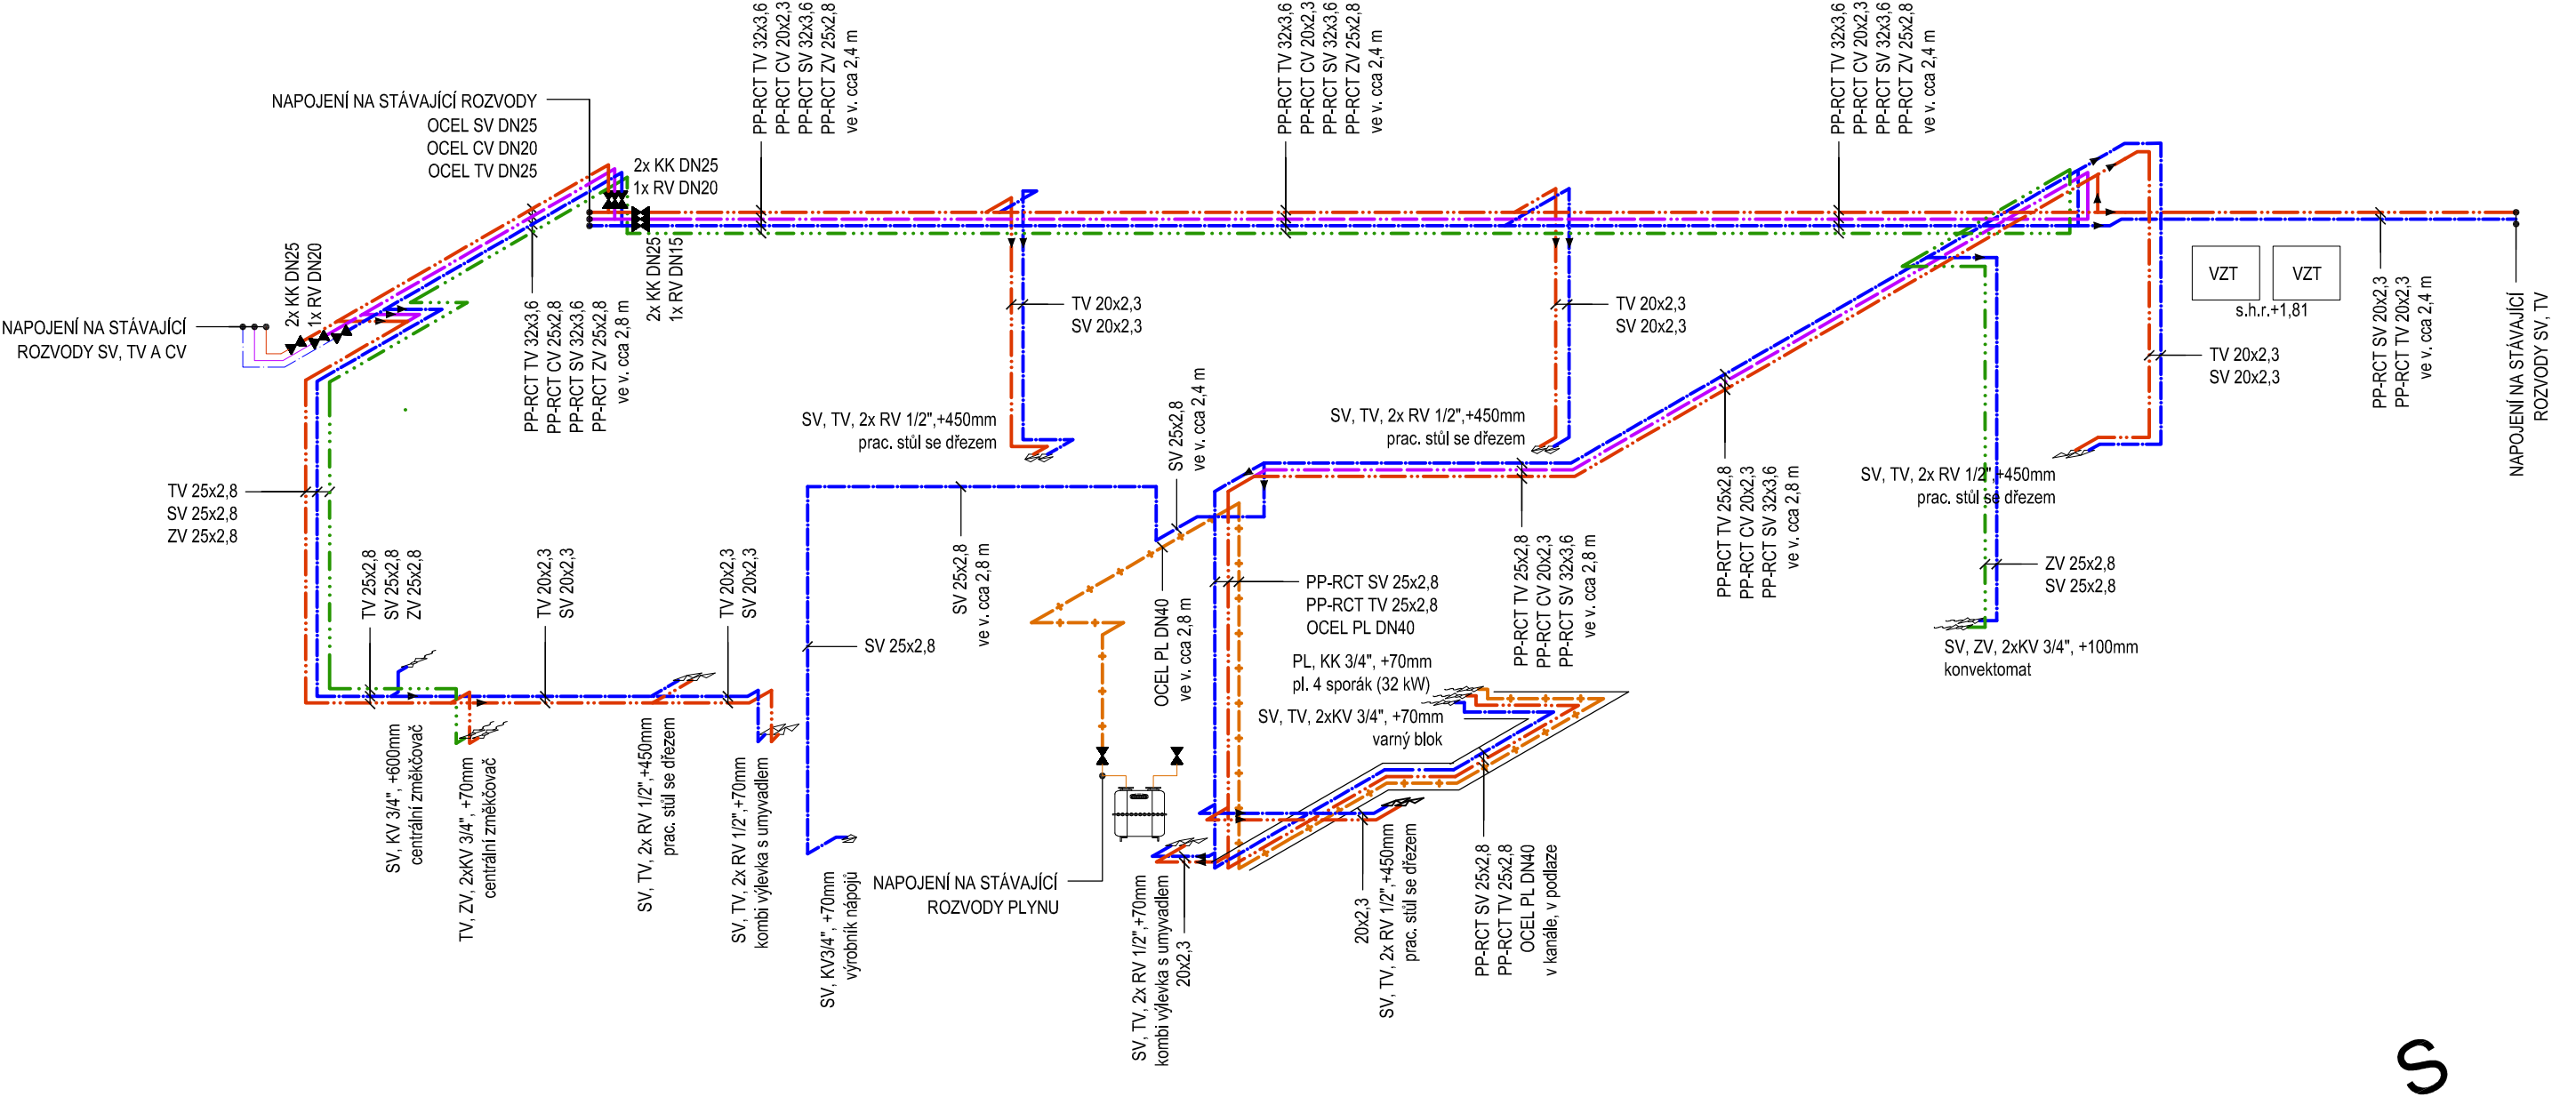 PP-RCT TV 32x3,6
PP-RCT CV 20x2,3
PP-RCT SV 32x3,6
PP-RCT ZV 25x2,8
ve v. cca 2,4 m
PP-RCT TV 32x3,6
PP-RCT CV 20x2,3
PP-RCT SV 32x3,6
PP-RCT ZV 25x2,8
ve v. cca 2,4 m
PP-RCT TV 32x3,6
PP-RCT CV 20x2,3
PP-RCT SV 32x3,6
PP-RCT ZV 25x2,8
ve v. cca 2,4 m
NAPOJENÍ NA STÁVAJÍCÍ ROZVODY
OCEL SV DN25
OCEL CV DN20
OCEL TV DN25
2x KK DN25
1x RV DN20
2x KK DN25
1x RV DN15
2x KK DN25
1x RV DN20
NAPOJENÍ NA STÁVAJÍCÍ
ROZVODY SV, TV A CV
PP-RCT TV 32x3,6
PP-RCT CV 25x2,8
PP-RCT SV 32x3,6
PP-RCT ZV 25x2,8
ve v. cca 2,8 m
TV 20x2,3
SV 20x2,3
TV 20x2,3
SV 20x2,3
VZT
VZT
s.h.r.+1,81
TV 20x2,3
SV 20x2,3
PP-RCT SV 20x2,3
PP-RCT TV 20x2,3
ve v. cca 2,4 m
NAPOJENÍ NA STÁVAJÍCÍ
ROZVODY SV, TV
SV, TV, 2x RV 1/2",+450mm
prac. stůl se dřezem
SV 25x2,8
ve v. cca 2,4 m
SV, TV, 2x RV 1/2",+450mm
prac. stůl se dřezem
SV, TV, 2x RV 1/2",+450mm
prac. stůl se dřezem
PP-RCT TV 25x2,8
PP-RCT CV 20x2,3
PP-RCT SV 32x3,6
ve v. cca 2,8 m
TV 25x2,8
SV 25x2,8
ZV 25x2,8
TV 25x2,8
SV 25x2,8
ZV 25x2,8
TV 20x2,3
SV 20x2,3
TV 20x2,3
SV 20x2,3
SV 25x2,8
SV 25x2,8
ve v. cca 2,8 m
OCEL PL DN40
ve v. cca 2,8 m
PP-RCT SV 25x2,8
PP-RCT TV 25x2,8
OCEL PL DN40
PP-RCT TV 25x2,8
PP-RCT CV 20x2,3
PP-RCT SV 32x3,6
ve v. cca 2,8 m
ZV 25x2,8
SV 25x2,8
SV, ZV, 2xKV 3/4", +100mm
konvektomat
PL, KK 3/4", +70mm
pl. 4 sporák (32 kW)
SV, TV, 2xKV 3/4", +70mm
varný blok
SV, KV 3/4", +600mm
centrální změkčovač
TV, ZV, 2xKV 3/4", +70mm
centrální změkčovač
SV, TV, 2x RV 1/2",+450mm
prac. stůl se dřezem
SV, TV, 2x RV 1/2",+70mm
kombi výlevka s umyvadlem
SV, KV3/4", +70mm
výrobník nápojů
NAPOJENÍ NA STÁVAJÍCÍ
ROZVODY PLYNU
SV, TV, 2x RV 1/2",+70mm
kombi výlevka s umyvadlem
20x2,3
20x2,3
SV, TV, 2x RV 1/2",+450mm
prac. stůl se dřezem
PP-RCT SV 25x2,8
PP-RCT TV 25x2,8
OCEL PL DN40
v kanále, v podlaze
S